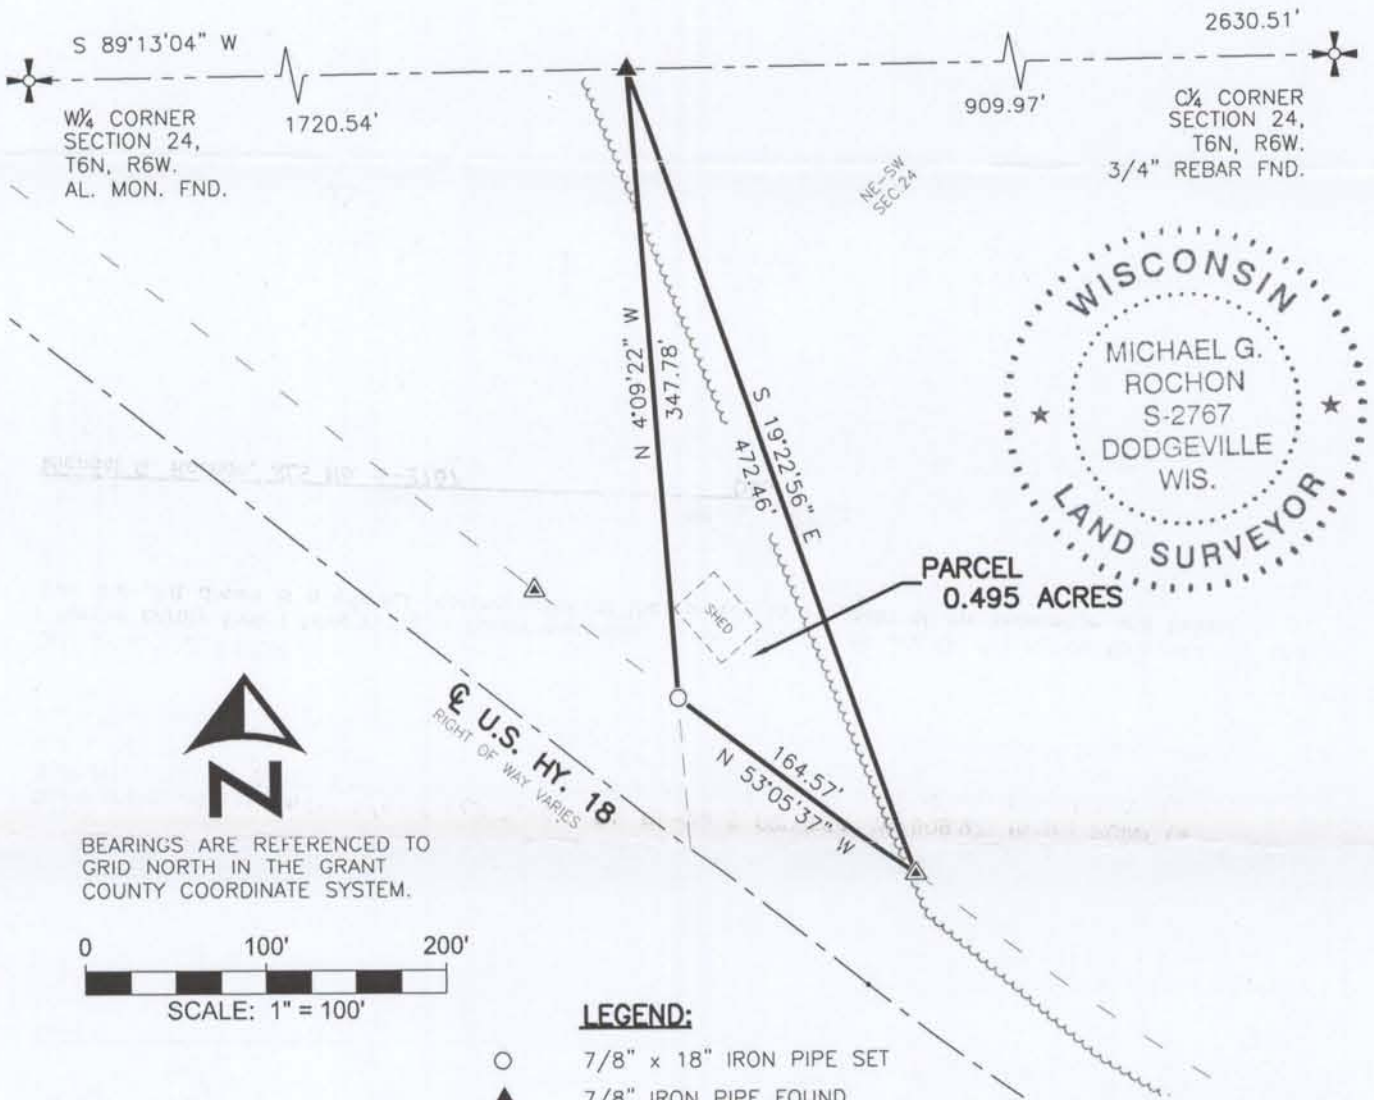 S 89°13'04" W
2630.51'
W¼ CORNER
SECTION 24,
T6N, R6W.
AL. MON. FND.
1720.54'
909.97'
C¼ CORNER
SECTION 24,
T6N, R6W.
3/4" REBAR FND.
NE-SW
SEC 24
WISCONSIN
MICHAEL G.
ROCHON
S-2767
DODGEVILLE
WIS.
LAND SURVEYOR
N 4°09'22" W
347.78'
S 19°22'56" E
472.46'
PARCEL
0.495 ACRES
SHED
℄ U.S. HY. 18
RIGHT OF WAY VARIES
164.57'
N 53°05'37" W
N
BEARINGS ARE REFERENCED TO
GRID NORTH IN THE GRANT
COUNTY COORDINATE SYSTEM.
0 100' 200'
SCALE: 1" = 100'
LEGEND:
7/8" x 18" IRON PIPE SET
7/8" IRON PIPE FOUND